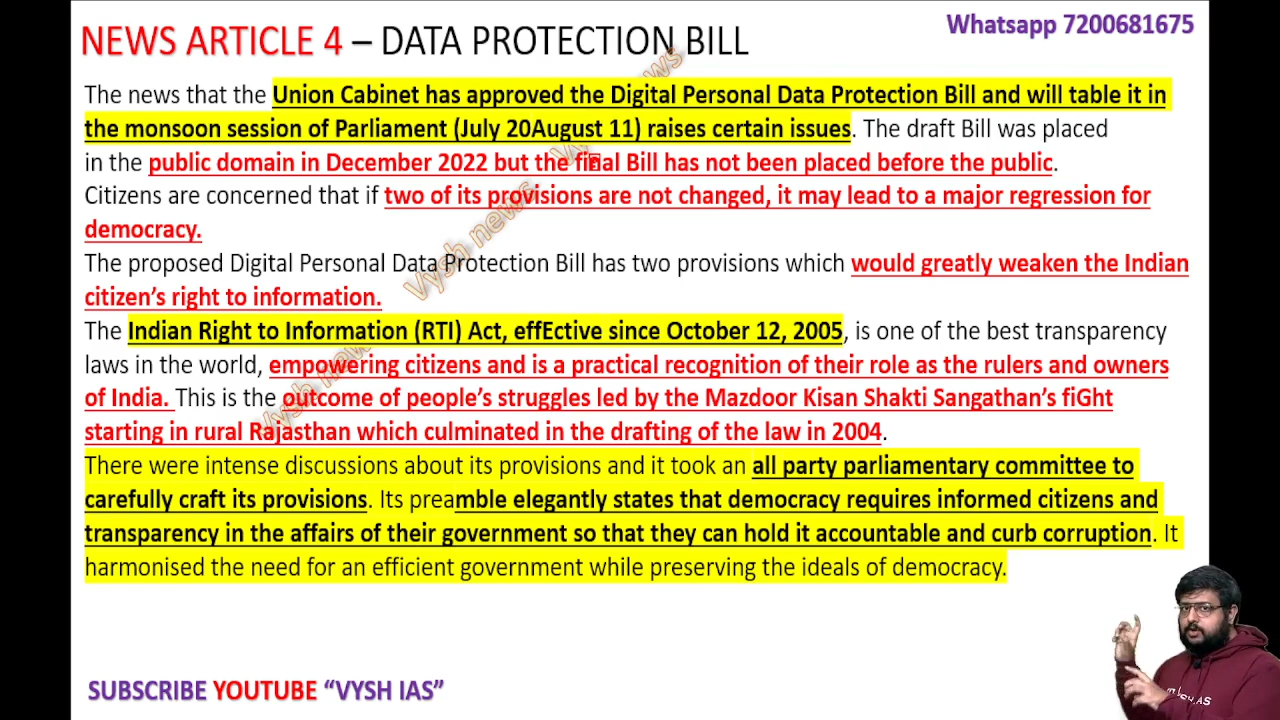 Whatsapp 7200681675
NEWS ARTICLE 4 – DATA PROTECTION BILL
The news that the Union Cabinet has approved the Digital Personal Data Protection Bill and will table it in
the monsoon session of Parliament (July 20August 11) raises certain issues. The draft Bill was placed
in the public domain in December 2022 but the final Bill has not been placed before the public.
Citizens are concerned that if two of its provisions are not changed, it may lead to a major regression for
democracy.
The proposed Digital Personal Data Protection Bill has two provisions which would greatly weaken the Indian
citizen’s right to information.
The Indian Right to Information (RTI) Act, effEctive since October 12, 2005, is one of the best transparency
laws in the world, empowering citizens and is a practical recognition of their role as the rulers and owners
of India. This is the outcome of people’s struggles led by the Mazdoor Kisan Shakti Sangathan’s fiGht
starting in rural Rajasthan which culminated in the drafting of the law in 2004.
There were intense discussions about its provisions and it took an all party parliamentary committee to
carefully craft its provisions. Its preamble elegantly states that democracy requires informed citizens and
transparency in the affairs of their government so that they can hold it accountable and curb corruption. It
harmonised the need for an efficient government while preserving the ideals of democracy.
Vysh news
Vysh news
Vysh news
SUBSCRIBE YOUTUBE “VYSH IAS”